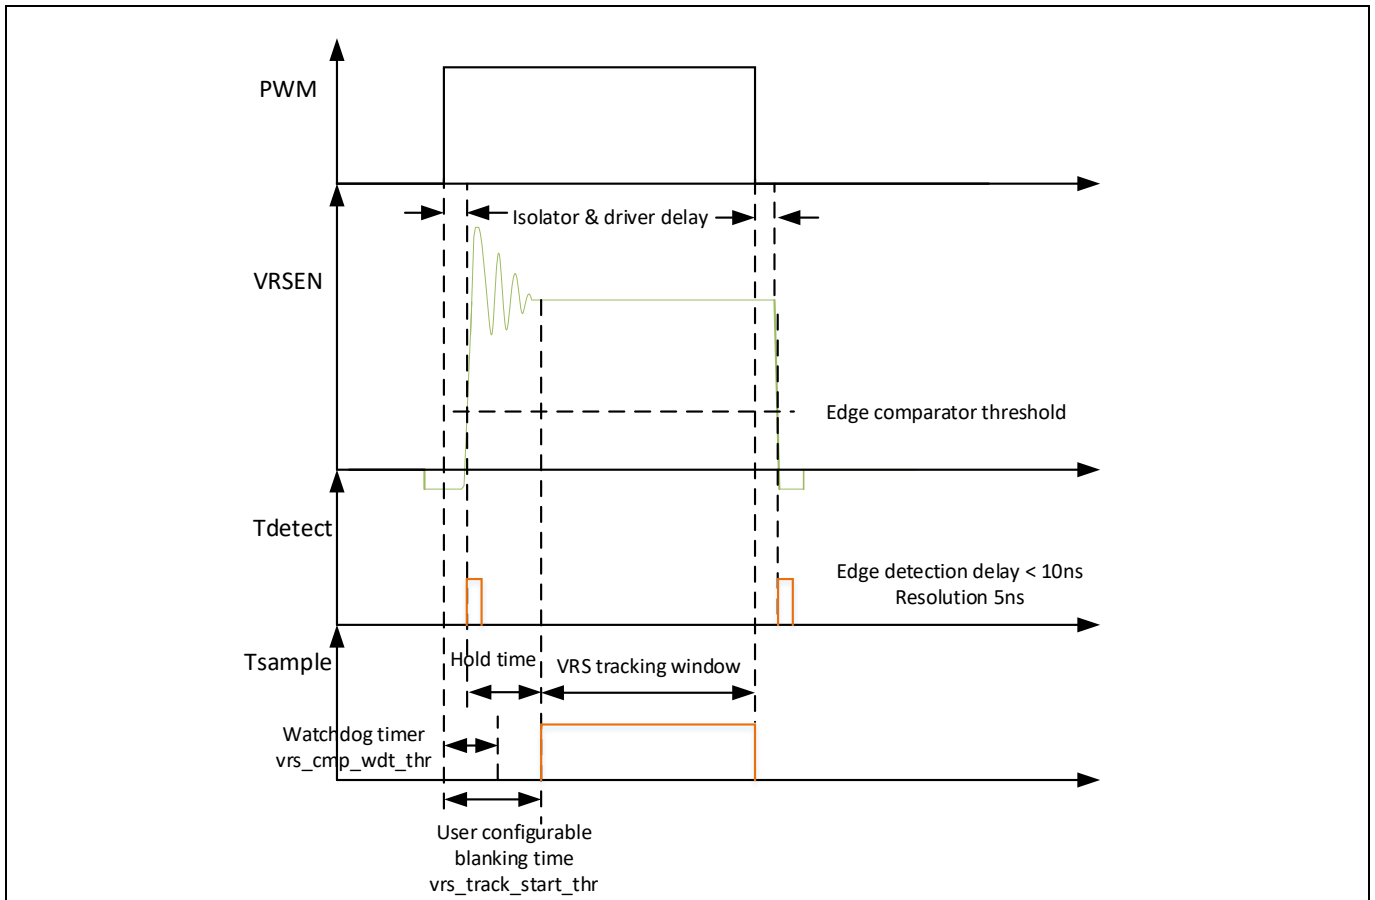 PWM
Isolator & driver delay
VRSEN
Edge comparator threshold
Tdetect
Edge detection delay < 10ns
Resolution 5ns
Tsample
Hold time
VRS tracking window
Watchdog timer
vrs_cmp_wdt_thr
User configurable
blanking time
vrs_track_start_thr